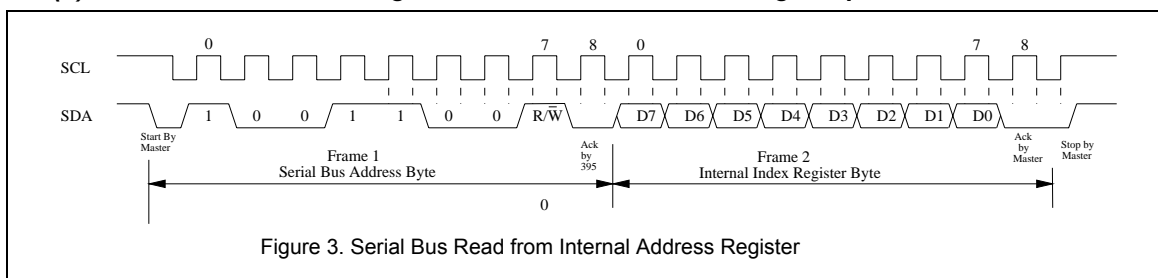 0 7 8 0 7 8
SCL
SDA 1 0 0 1 1 0 0 R/W̅ D7 D6 D5 D4 D3 D2 D1 D0
Start By
Master
Ack
by
395
Ack
by
Master
Stop by
Master
Frame 1
Serial Bus Address Byte
Frame 2
Internal Index Register Byte
0
Figure 3. Serial Bus Read from Internal Address Register